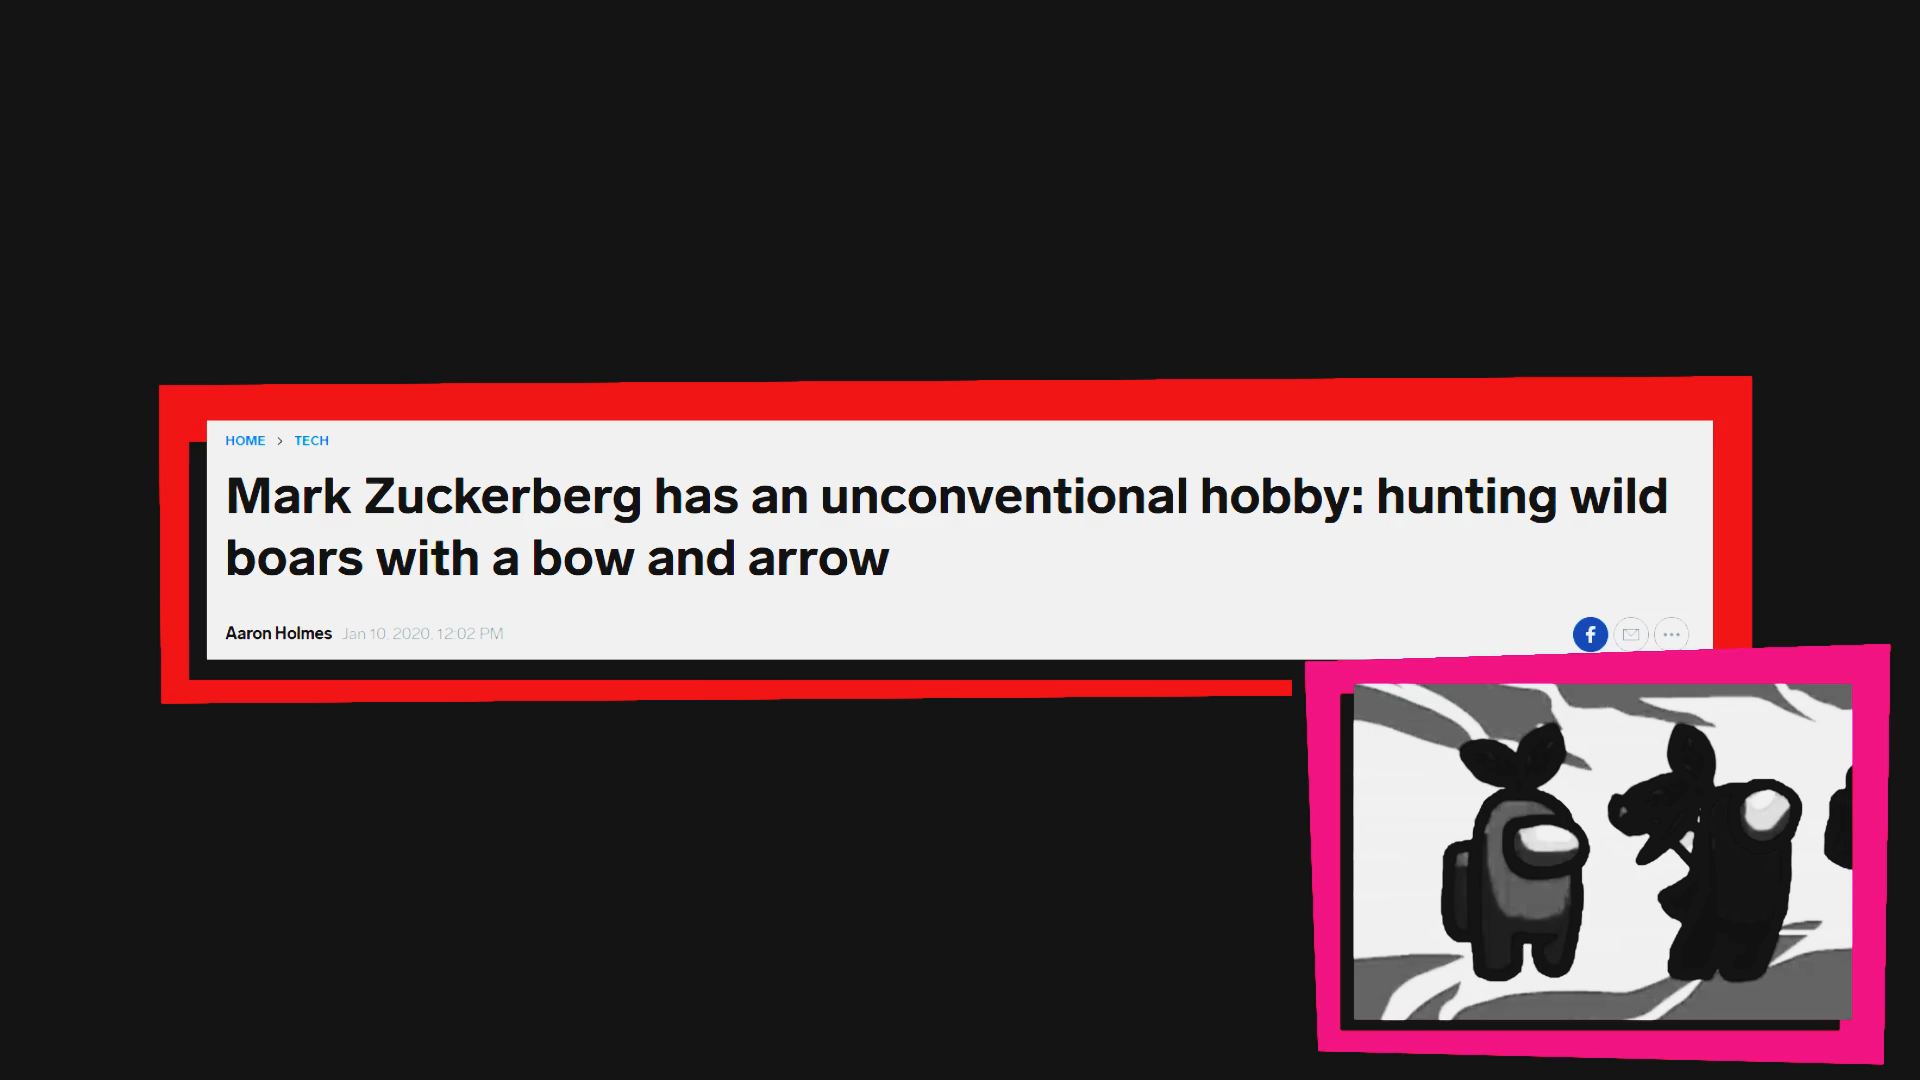 HOME > TECH
Mark Zuckerberg has an unconventional hobby: hunting wild
boars with a bow and arrow
Aaron Holmes Jan 10, 2020, 12:02 PM